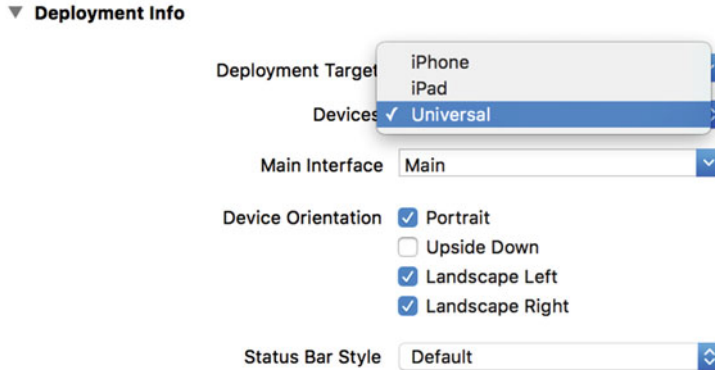 Deployment Info
Deployment Target
iPhone
iPad
Devices
Universal
Main Interface Main
Device Orientation Portrait
Upside Down
Landscape Left
Landscape Right
Status Bar Style Default